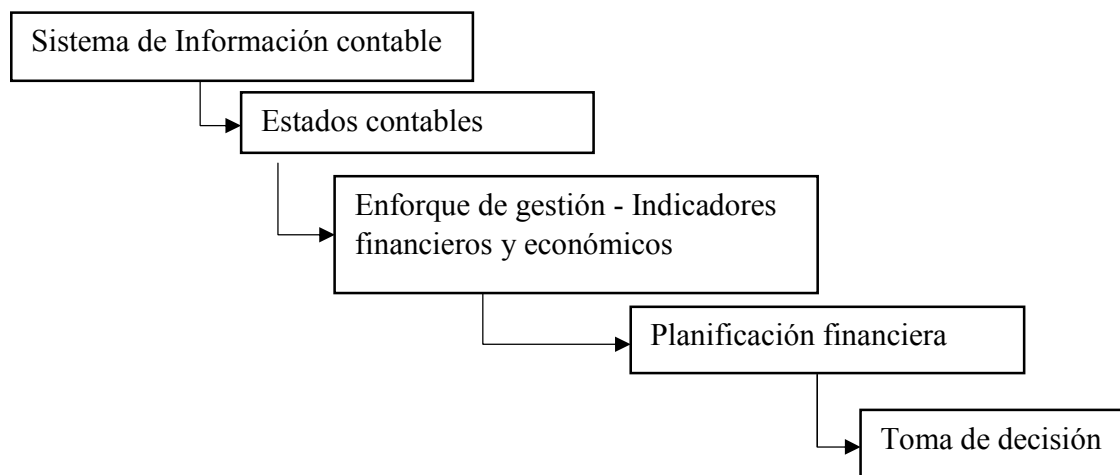 Sistema de Información contable
Estados contables
Enforque de gestión - Indicadores
financieros y económicos
Planificación financiera
Toma de decisión